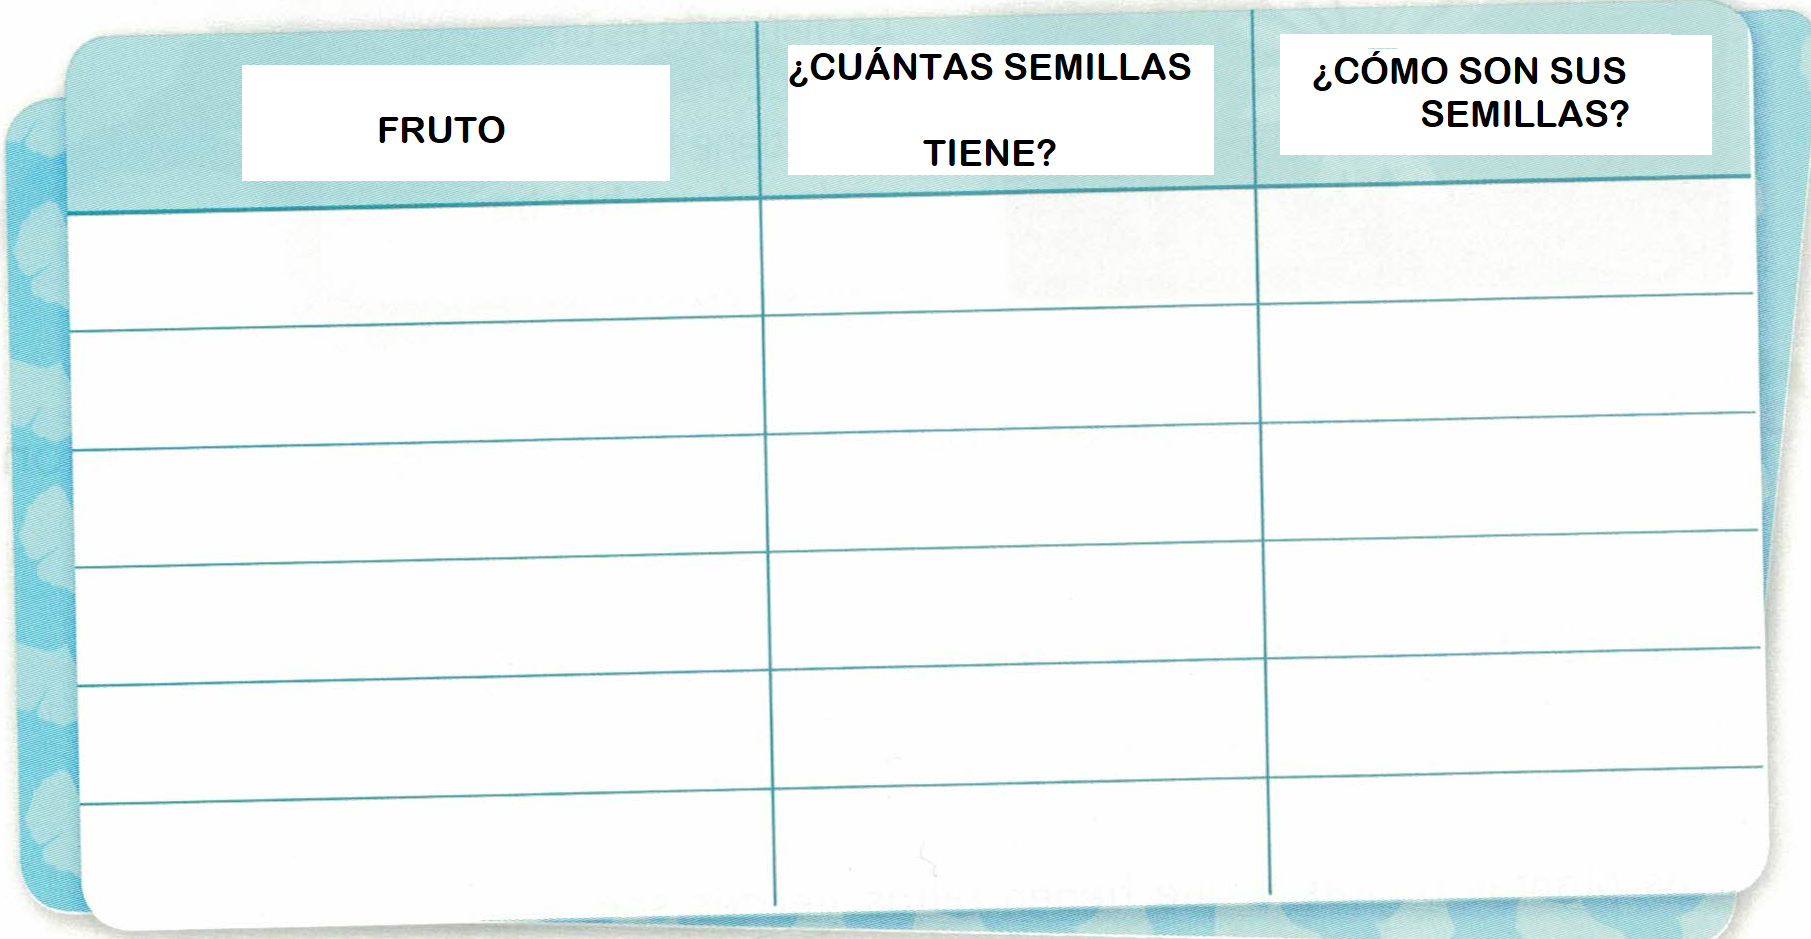 FRUTO
¿CUÁNTAS SEMILLAS
TIENE?
¿CÓMO SON SUS
SEMILLAS?